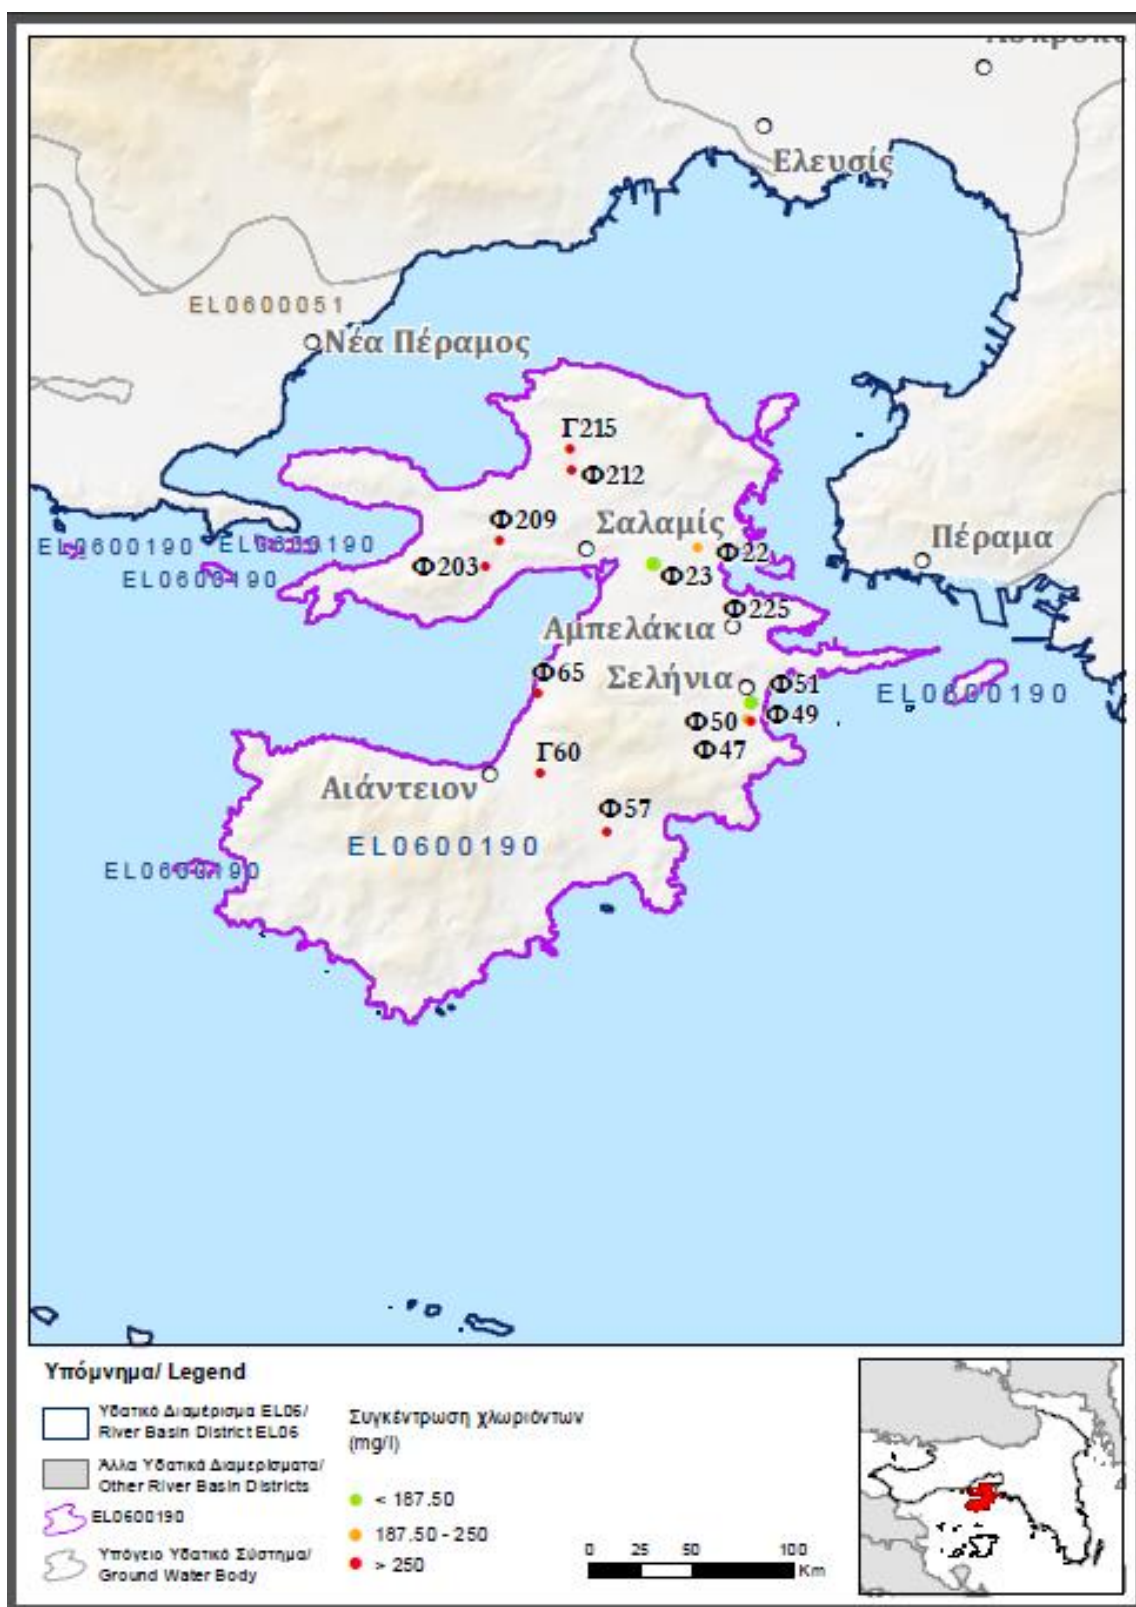 Ελευσίς
EL0600051
Νέα Πέραμος
Γ215
Φ212
Φ209
Σαλαμίς
Πέραμα
EL0600190
EL0600190
Φ22
Φ203
Φ23
EL0600190
Φ225
Αμπελάκια
Φ65
Σελήνια
Φ51
EL0600190
Φ50
Φ49
Γ60
Φ47
Αιάντειον
Φ57
EL0600190
EL0600190
Υπόμνημα/ Legend
Υδατικό Διαμέρισμα EL06/
River Basin District EL06
Άλλα Υδατικά Διαμερίσματα/
Other River Basin Districts
EL0600190
Υπόγειο Υδατικό Σύστημα/
Ground Water Body
Συγκέντρωση χλωριόντων
(mg/l)
< 187.50
187.50 - 250
> 250
0 25 50 100
Km